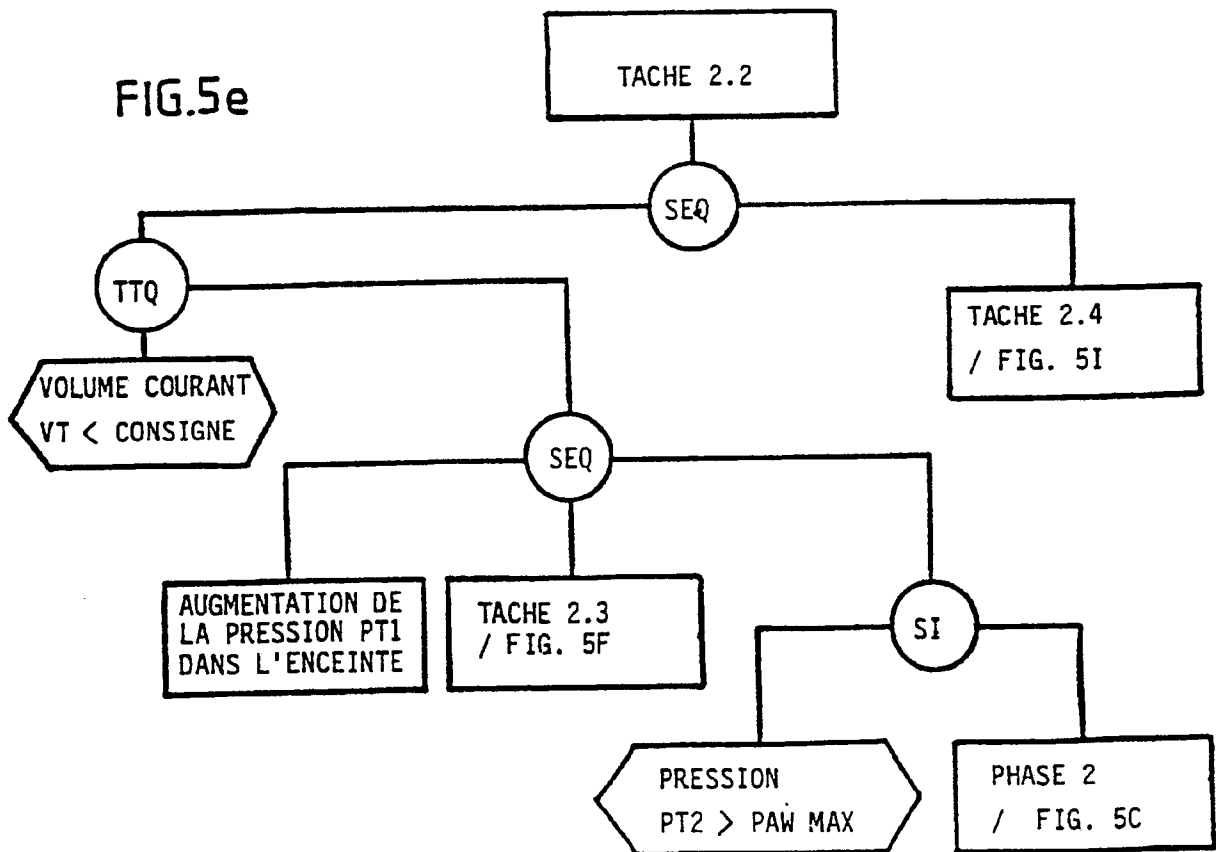 FIG.5e
TACHE 2.2
SEQ
TTQ
TACHE 2.4
/ FIG. 5I
VOLUME COURANT
VT < CONSIGNE
SEQ
AUGMENTATION DE
LA PRESSION PT1
DANS L'ENCEINTE
TACHE 2.3
/ FIG. 5F
SI
PRESSION
PT2 > PAW MAX
PHASE 2
/ FIG. 5C